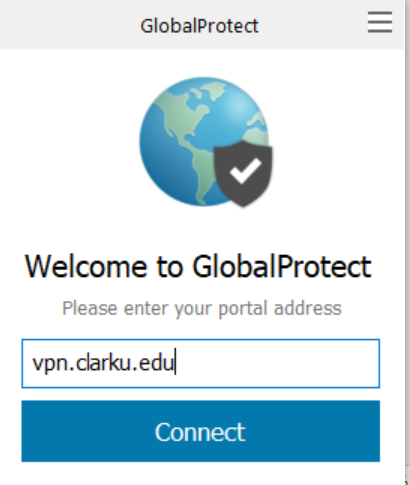 GlobalProtect
Welcome to GlobalProtect
Please enter your portal address
vpn.clarku.edu
Connect